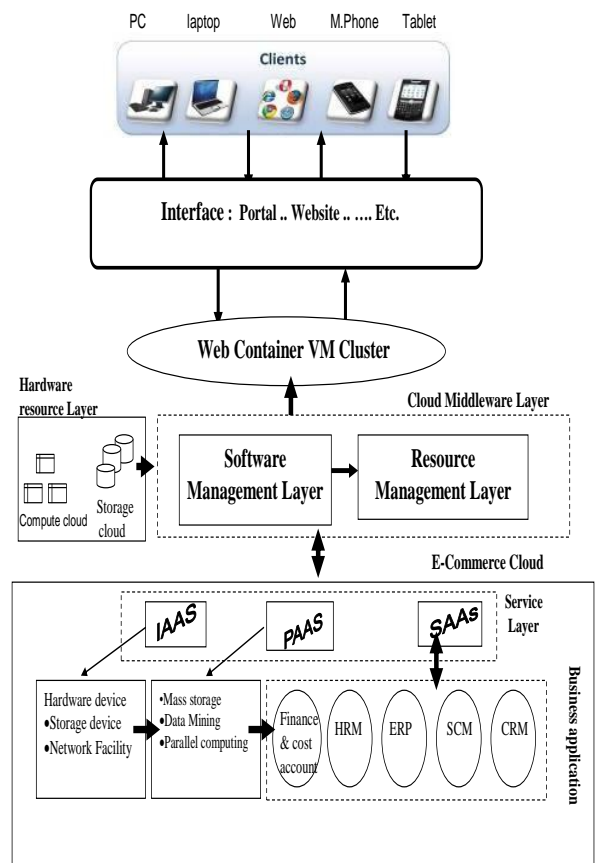 PC laptop Web M.Phone Tablet
Clients
Interface : Portal .. Website .. .... Etc.
Web Container VM Cluster
Hardware
resource Layer
Cloud Middleware Layer
Compute cloud
Storage
cloud
Software
Management Layer
Resource
Management Layer
E-Commerce Cloud
IAAS
PAAS
SAAs
Service
Layer
Hardware device
•Storage device
•Network Facility
•Mass storage
•Data Mining
•Parallel computing
Finance
& cost
account
HRM
ERP
SCM
CRM
Business application